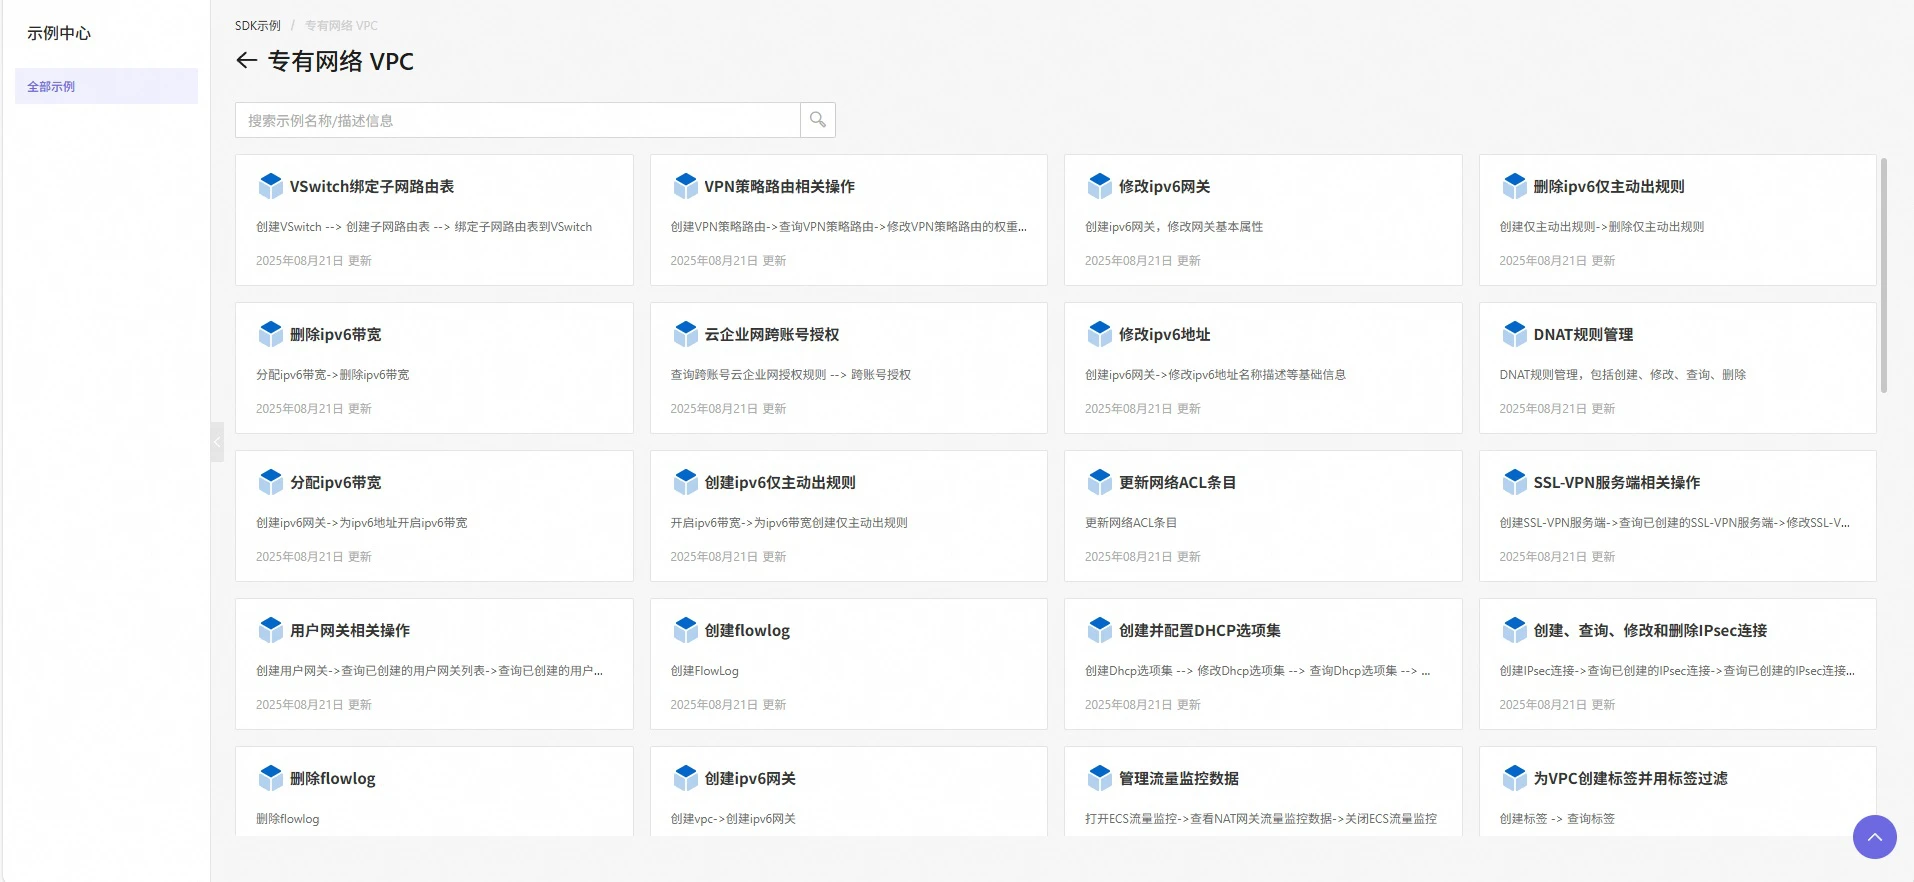 示例中心
全部示例
SDK示例 / 专有网络 VPC
专有网络 VPC
搜索示例名称/描述信息
VSwitch绑定子网路由表
创建VSwitch --> 创建子网路由表 --> 绑定子网路由表到VSwitch
2025年08月21日 更新
VPN策略路由相关操作
创建VPN策略路由->查询VPN策略路由->修改VPN策略路由的权重...
2025年08月21日 更新
修改ipv6网关
创建ipv6网关，修改网关基本属性
2025年08月21日 更新
删除ipv6仅主动出规则
创建仅主动出规则->删除仅主动出规则
2025年08月21日 更新
删除ipv6带宽
分配ipv6带宽->删除ipv6带宽
2025年08月21日 更新
云企业网跨账号授权
查询跨账号云企业网授权规则 --> 跨账号授权
2025年08月21日 更新
修改ipv6地址
创建ipv6网关->修改ipv6地址名称描述等基础信息
2025年08月21日 更新
DNAT规则管理
DNAT规则管理，包括创建、修改、查询、删除
2025年08月21日 更新
分配ipv6带宽
创建ipv6网关->为ipv6地址开启ipv6带宽
2025年08月21日 更新
创建ipv6仅主动出规则
开启ipv6带宽->为ipv6带宽创建仅主动出规则
2025年08月21日 更新
更新网络ACL条目
更新网络ACL条目
2025年08月21日 更新
SSL-VPN服务端相关操作
创建SSL-VPN服务端->查询已创建的SSL-VPN服务端->修改SSL-V...
2025年08月21日 更新
用户网关相关操作
创建用户网关->查询已创建的用户网关列表->查询已创建的用户...
2025年08月21日 更新
创建flowlog
创建FlowLog
2025年08月21日 更新
创建并配置DHCP选项集
创建Dhcp选项集 --> 修改Dhcp选项集 --> 查询Dhcp选项集 --> ...
2025年08月21日 更新
创建、查询、修改和删除IPsec连接
创建IPsec连接->查询已创建的IPsec连接->查询已创建的IPsec连接...
2025年08月21日 更新
删除flowlog
删除flowlog
创建ipv6网关
创建vpc->创建ipv6网关
管理流量监控数据
打开ECS流量监控->查看NAT网关流量监控数据->关闭ECS流量监控
为VPC创建标签并用标签过滤
创建标签 -> 查询标签